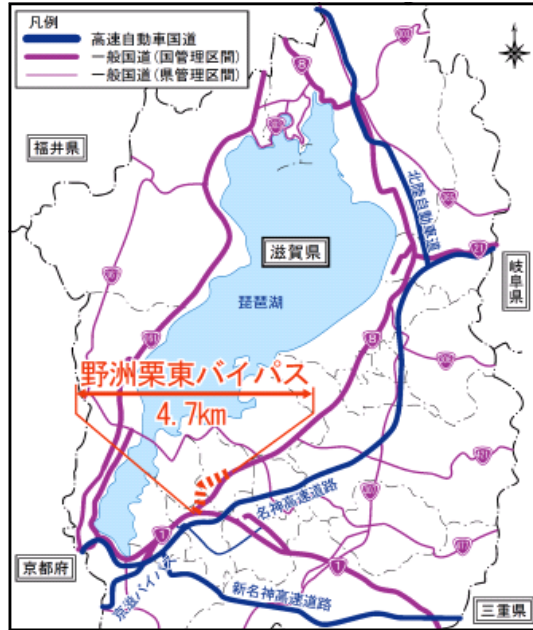 凡例
高速自動車国道
一般国道(国管理区間)
一般国道(県管理区間)
8
福井県
北陸自動車道
滋賀県
21
岐阜県
琵琶湖
8
野洲栗東バイパス
4.7km
名神高速道路
1
京都府
京滋バイパス
1
新名神高速道路
三重県